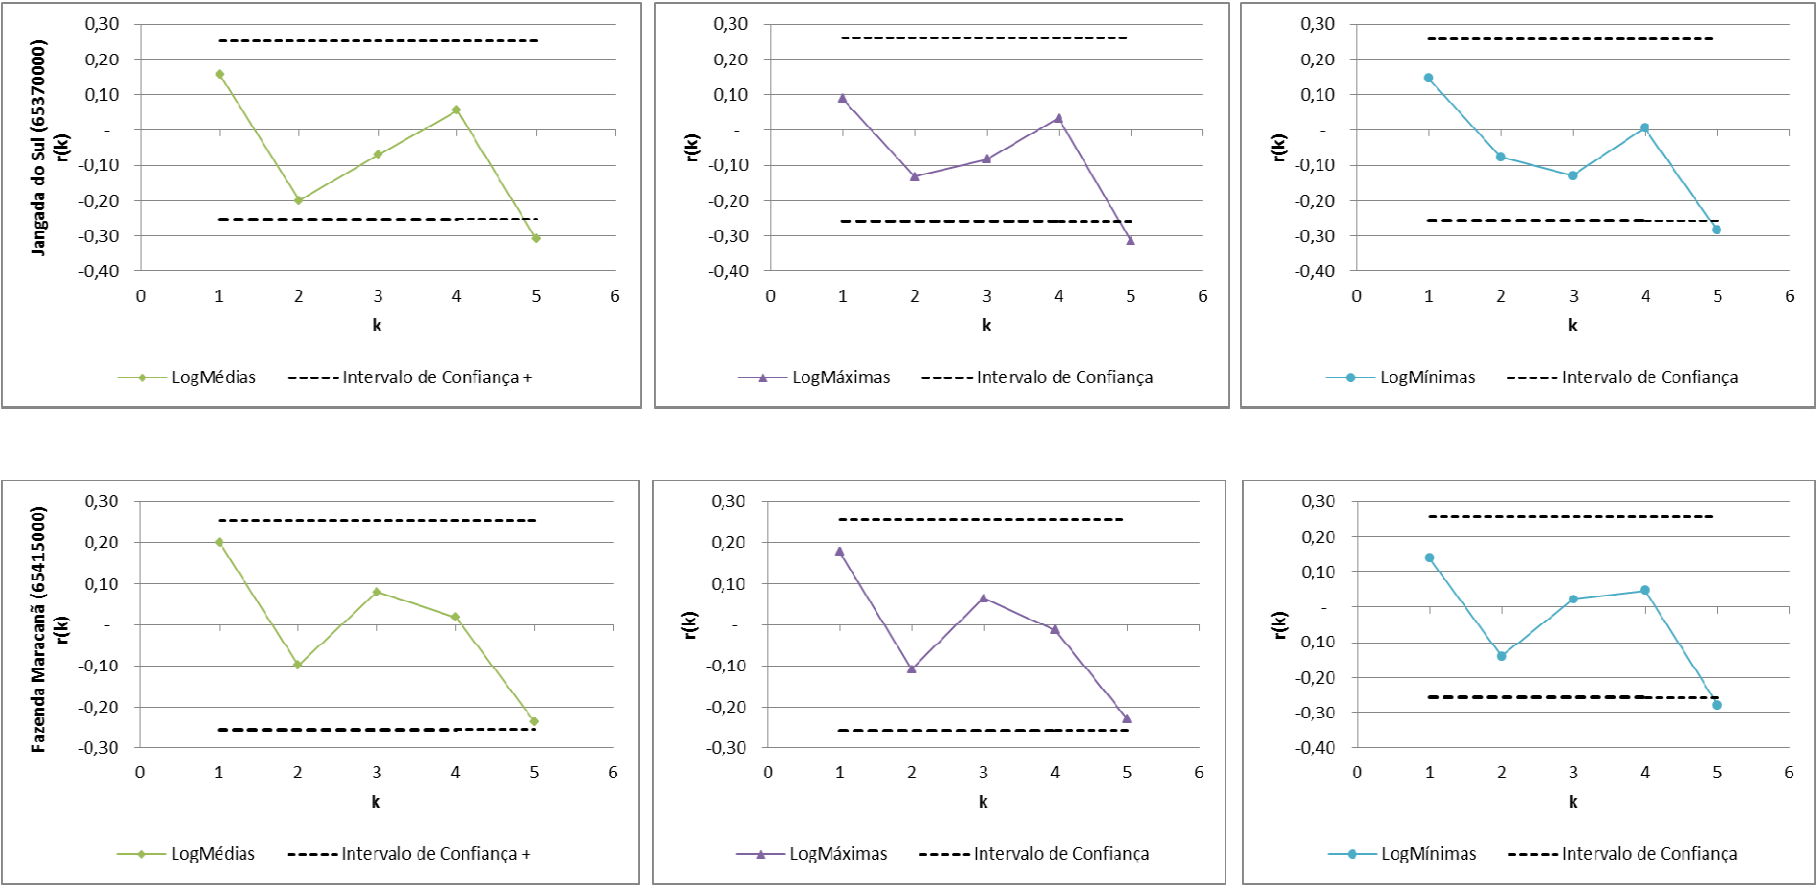 Jangada do Sul (65370000)
r(k)
0,30
0,20
0,10
-
-0,10
-0,20
-0,30
-0,40
0 1 2 3 4 5 6
k
LogMédias Intervalo de Confiança +
r(k)
0,30
0,20
0,10
-
-0,10
-0,20
-0,30
-0,40
0 1 2 3 4 5 6
k
LogMáximas Intervalo de Confiança
r(k)
0,30
0,20
0,10
-
-0,10
-0,20
-0,30
-0,40
0 1 2 3 4 5 6
k
LogMínimas Intervalo de Confiança
Fazenda Maracanã (65415000)
r(k)
0,30
0,20
0,10
-
-0,10
-0,20
-0,30
0 1 2 3 4 5 6
k
LogMédias Intervalo de Confiança +
r(k)
0,30
0,20
0,10
-
-0,10
-0,20
-0,30
0 1 2 3 4 5 6
k
LogMáximas Intervalo de Confiança
r(k)
0,30
0,20
0,10
-
-0,10
-0,20
-0,30
-0,40
0 1 2 3 4 5 6
k
LogMínimas Intervalo de Confiança